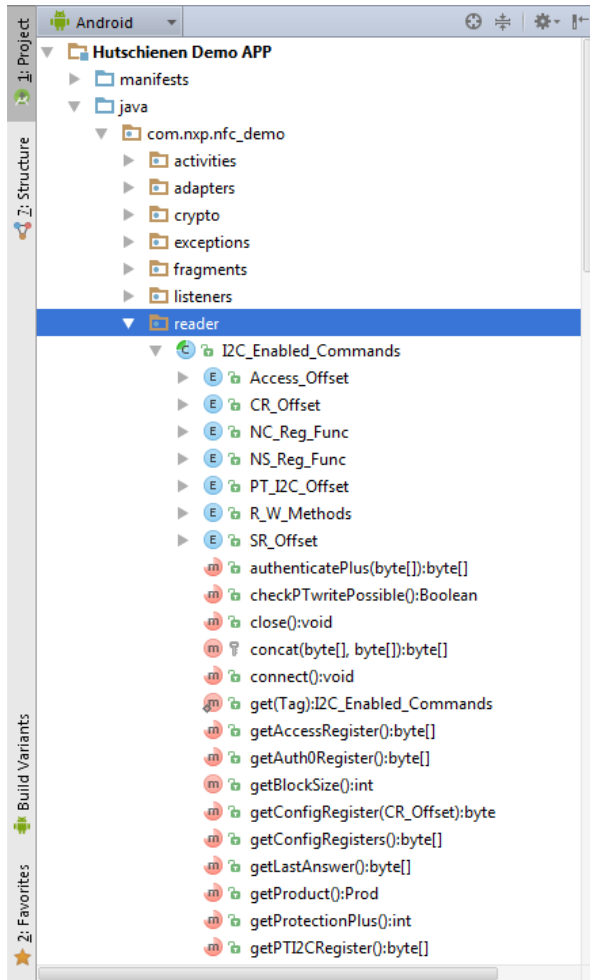 Android
1: Project
7: Structure
Build Variants
2: Favorites
Hutschienen Demo APP
manifests
java
com.nxp.nfc_demo
activities
adapters
crypto
exceptions
fragments
listeners
reader
I2C_Enabled_Commands
Access_Offset
CR_Offset
NC_Reg_Func
NS_Reg_Func
PT_I2C_Offset
R_W_Methods
SR_Offset
authenticatePlus(byte[]):byte[]
checkPTwritePossible():Boolean
close():void
concat(byte[], byte[]):byte[]
connect():void
get(Tag):I2C_Enabled_Commands
getAccessRegister():byte[]
getAuth0Register():byte[]
getBlockSize():int
getConfigRegister(CR_Offset):byte
getConfigRegisters():byte[]
getLastAnswer():byte[]
getProduct():Prod
getProtectionPlus():int
getPTI2CRegister():byte[]